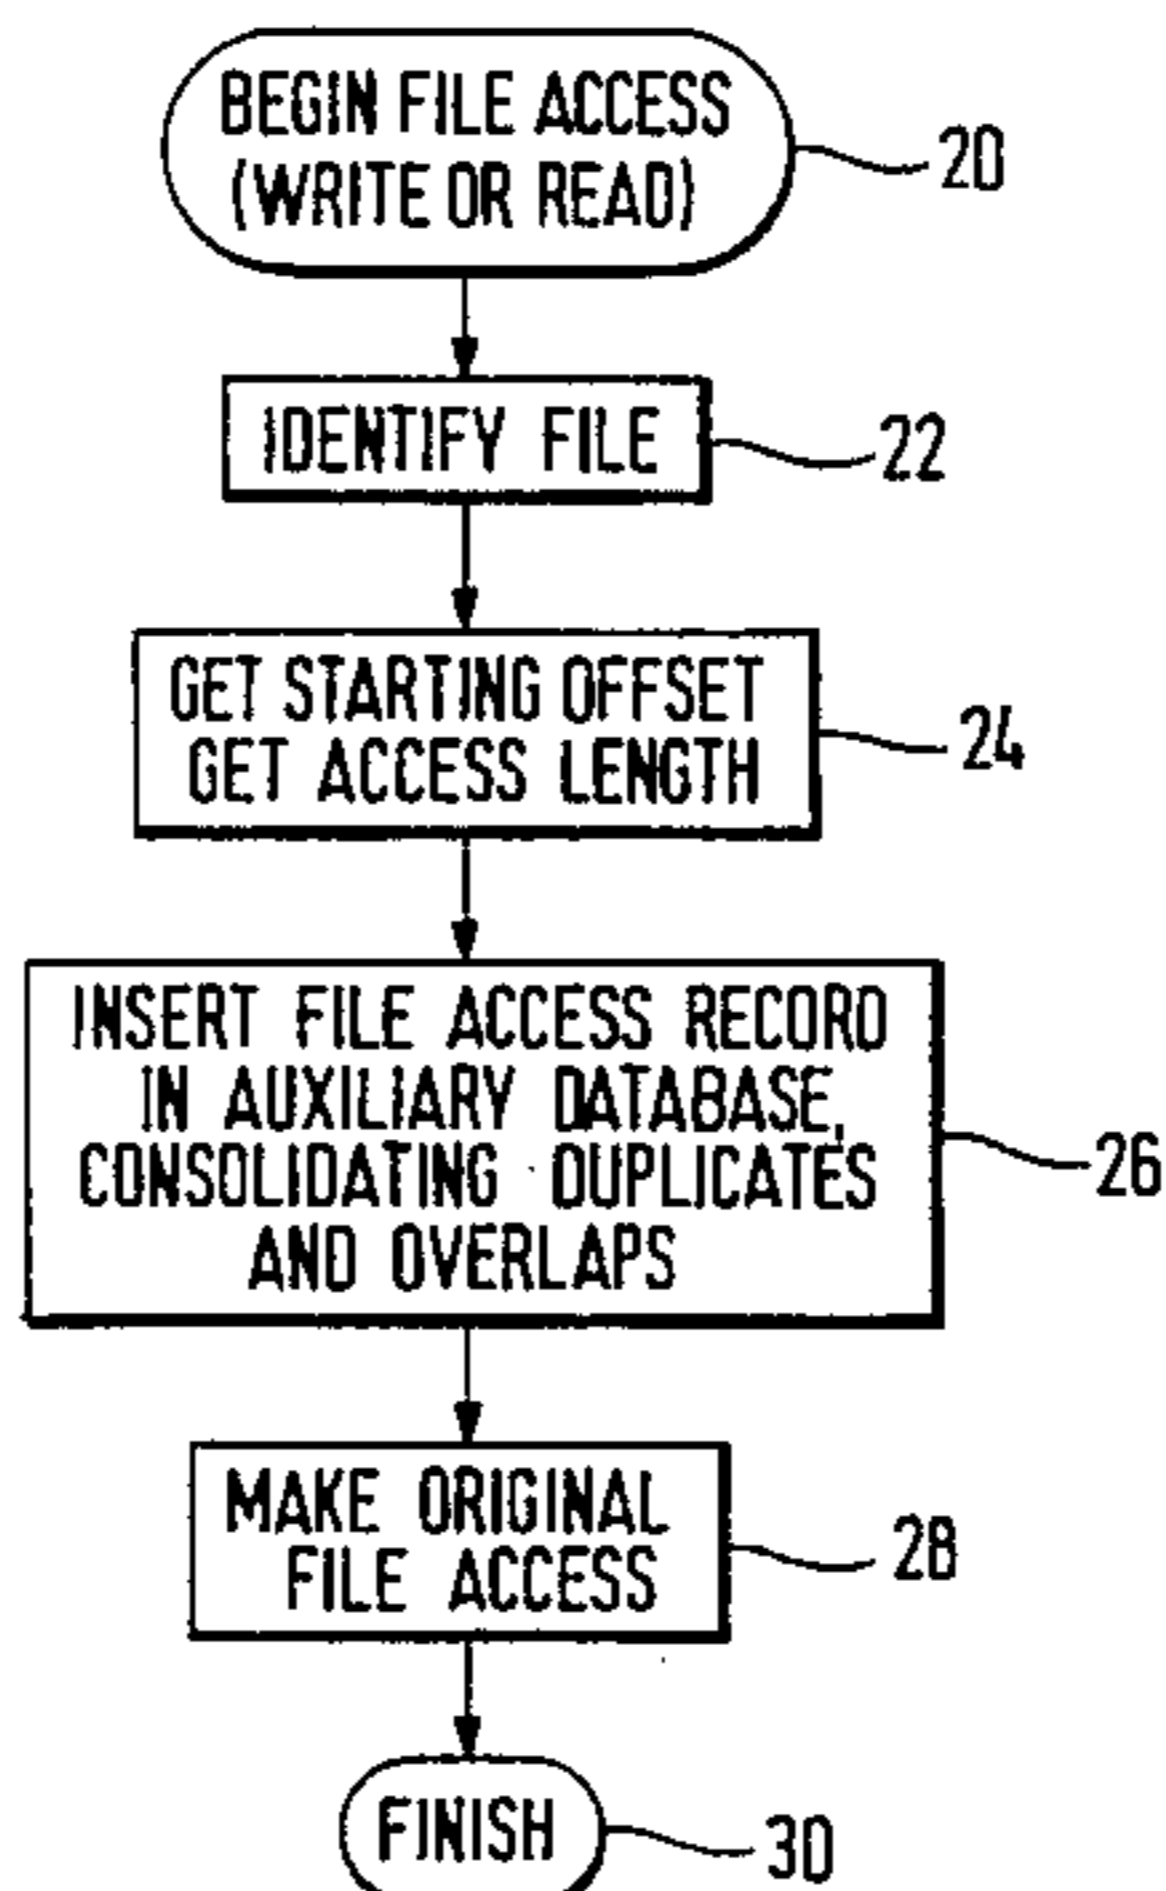 BEGIN FILE ACCESS
(WRITE OR READ)
20
IDENTIFY FILE
22
GET STARTING OFFSET
GET ACCESS LENGTH
24
INSERT FILE ACCESS RECORD
IN AUXILIARY DATABASE,
CONSOLIDATING DUPLICATES
AND OVERLAPS
26
MAKE ORIGINAL
FILE ACCESS
28
FINISH
30